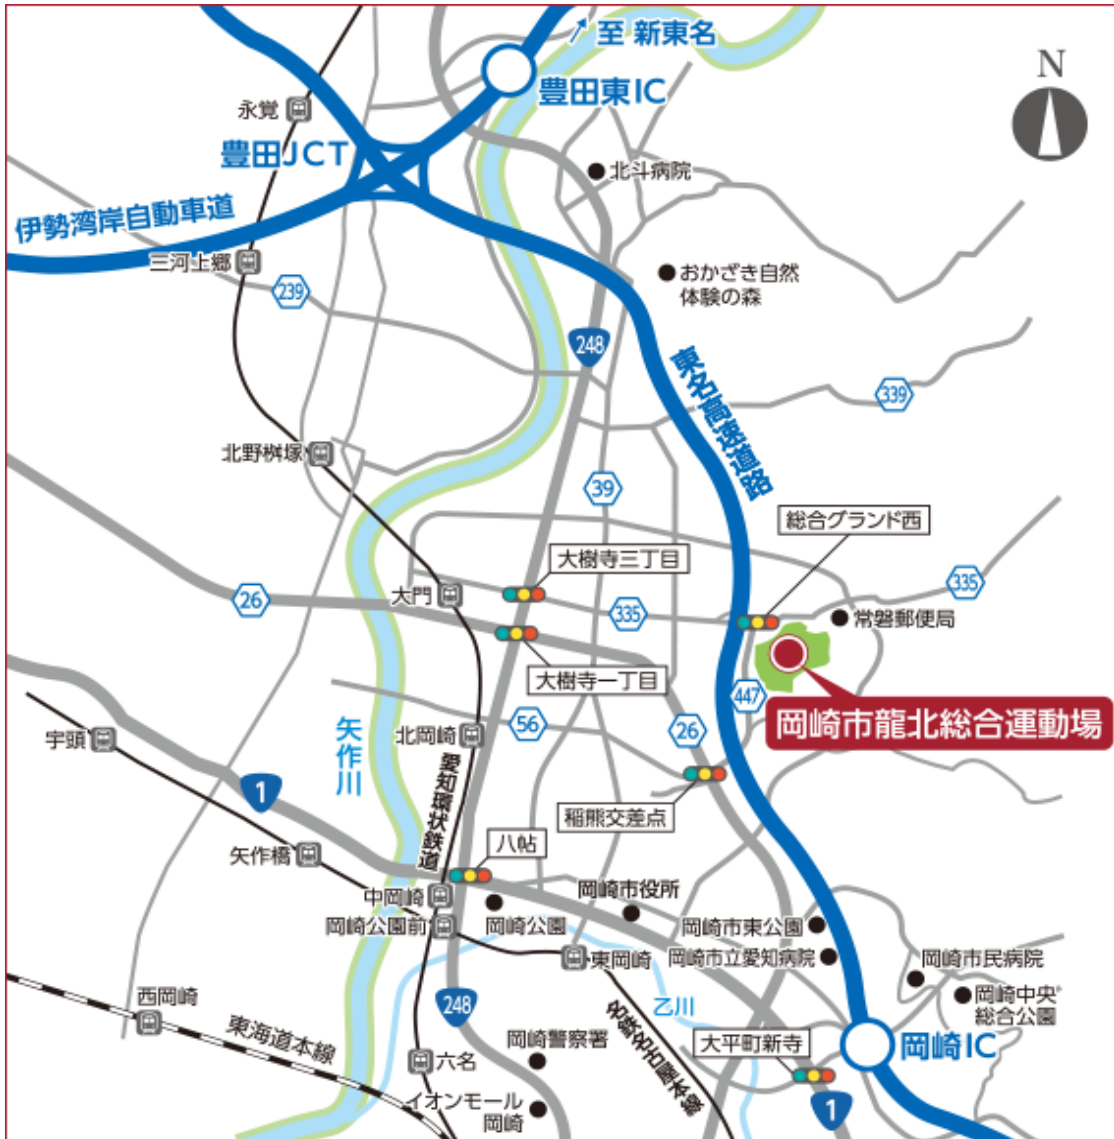 至 新東名
豊田東IC
N
永覚
豊田JCT
北斗病院
伊勢湾岸自動車道
三河上郷
239
おかざき自然
体験の森
248
東名高速道路
339
北野桝塚
39
総合グランド西
大樹寺三丁目
335
26
大門
335
常磐郵便局
大樹寺一丁目
447
岡崎市龍北総合運動場
矢作川
56
26
宇頭
北岡崎
愛知環状鉄道
1
稲熊交差点
八帖
矢作橋
中岡崎
岡崎市役所
岡崎公園前
岡崎公園
岡崎市東公園
東岡崎
岡崎市立愛知病院
岡崎市民病院
西岡崎
248
乙川
岡崎中央
総合公園
東海道本線
名鉄名古屋本線
岡崎警察署
大平町新寺
岡崎IC
六名
イオンモール
岡崎
1